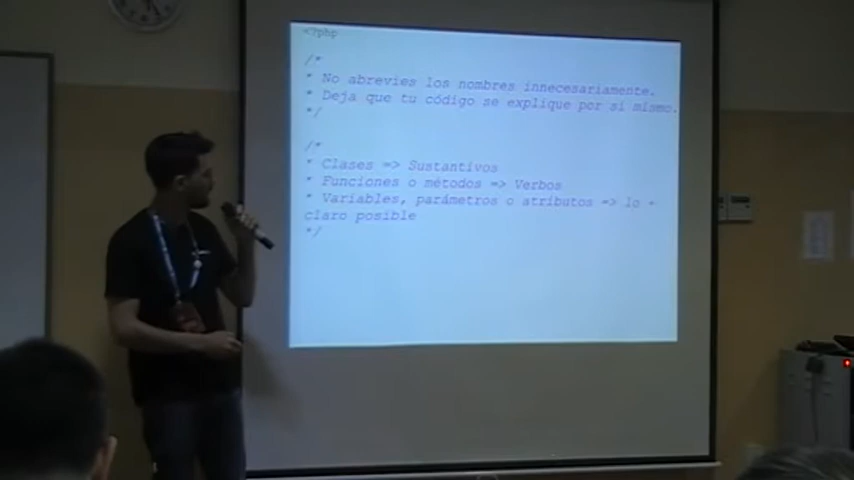 <?php
/*
* No abrevies los nombres innecesariamente.
* Deja que tu código se explique por si mismo.
*/
/*
* Clases => Sustantivos
* Funciones o métodos => Verbos
* Variables, parámetros o atributos => lo +
claro posible
*/